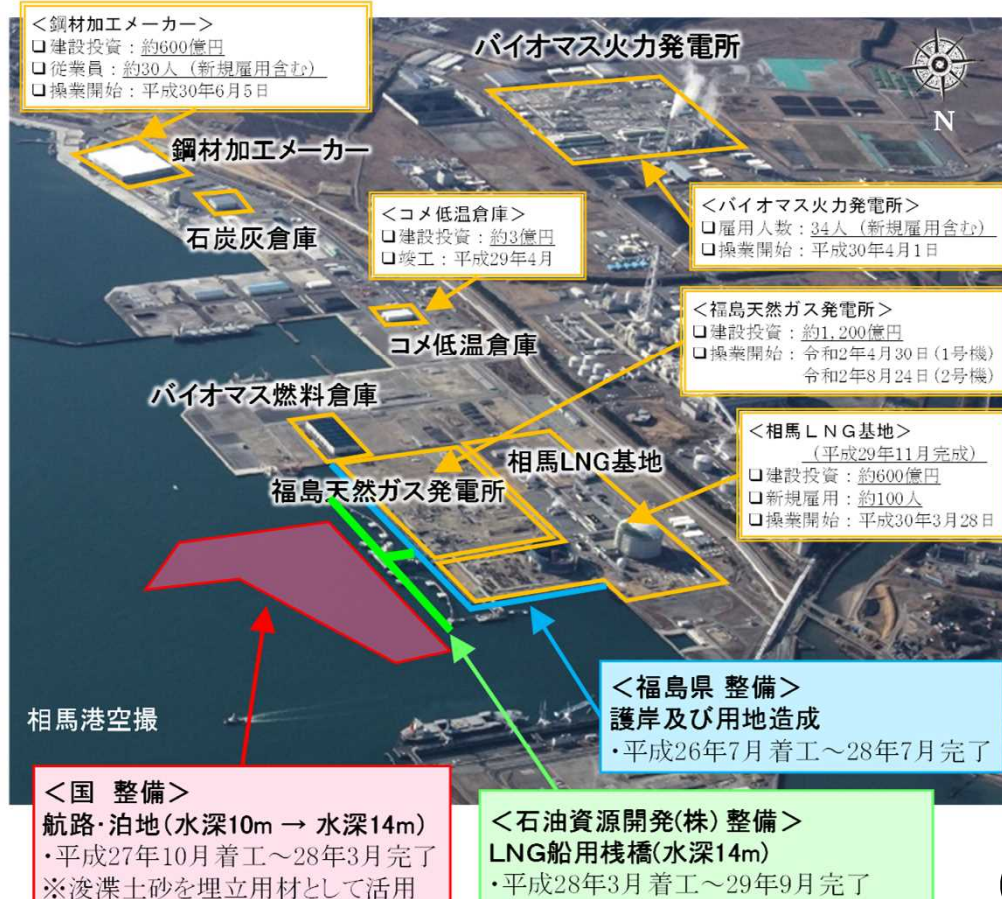 ＜鋼材加工メーカー＞
❑建設投資：約600億円
❑従業員：約30人（新規雇用含む）
❑操業開始：平成30年6月5日
バイオマス火力発電所
N
鋼材加工メーカー
石炭灰倉庫
＜コメ低温倉庫＞
❑建設投資：約3億円
❑竣工：平成29年4月
コメ低温倉庫
＜バイオマス火力発電所＞
❑雇用人数：34人（新規雇用含む）
❑操業開始：平成30年4月1日
＜福島天然ガス発電所＞
❑建設投資：約1,200億円
❑操業開始：令和2年4月30日(1号機)
令和2年8月24日(2号機)
バイオマス燃料倉庫
福島天然ガス発電所
相馬LNG基地
＜相馬ＬＮＧ基地＞
（平成29年11月完成）
❑建設投資：約600億円
❑新規雇用：約100人
❑操業開始：平成30年3月28日
相馬港空撮
＜福島県 整備＞
護岸及び用地造成
・平成26年7月着工～28年7月完了
＜国 整備＞
航路・泊地（水深10m → 水深14m）
・平成27年10月着工～28年3月完了
※浚渫土砂を埋立用材として活用
＜石油資源開発(株) 整備＞
LNG船用桟橋(水深14m)
・平成28年3月着工～29年9月完了